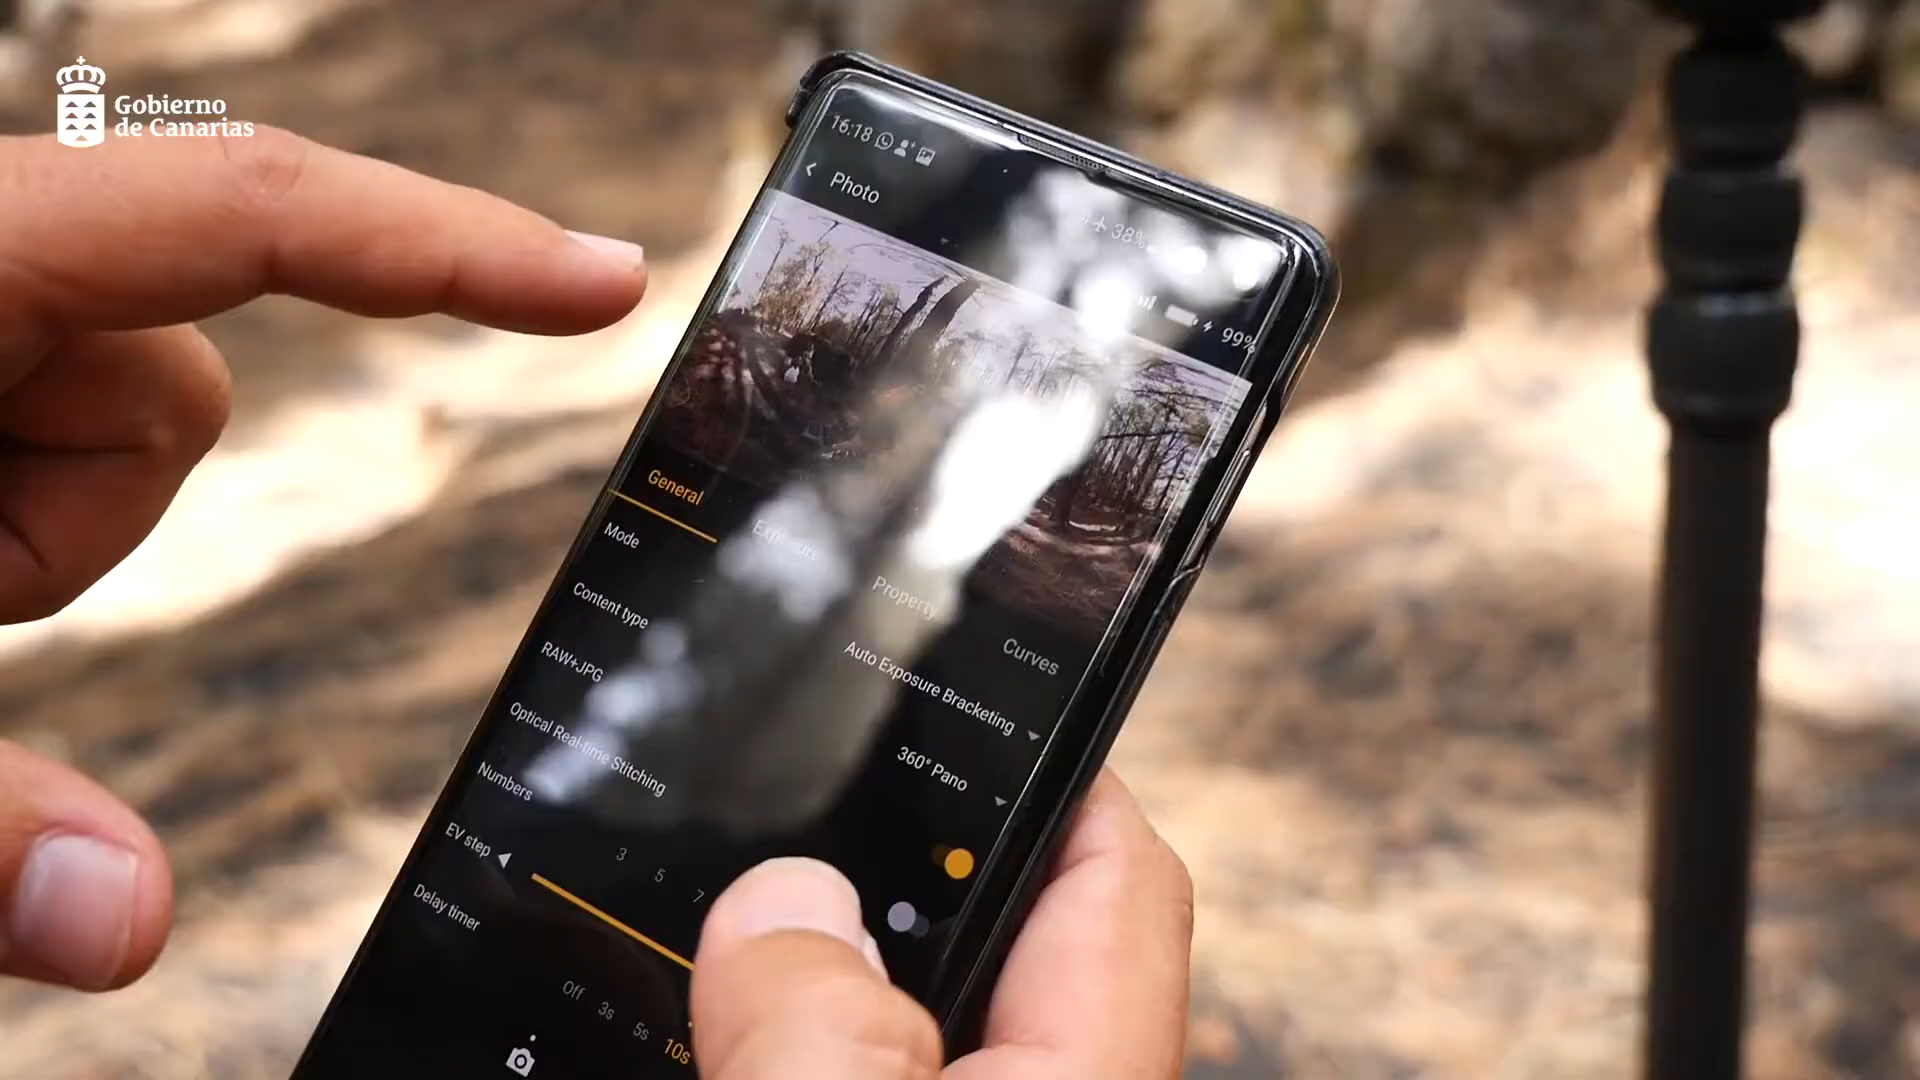 Gobierno
de Canarias
16:18
38%
Photo
99%
General
Exposure
Property
Curves
Mode
Auto Exposure Bracketing
Content type
360° Pano
RAW+JPG
Optical Real-time Stitching
Numbers
3 5 7
EV step
Delay timer
Off 3s 5s 10s